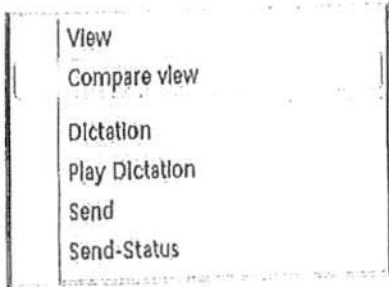 View
Compare view
Dictation
Play Dictation
Send
Send-Status